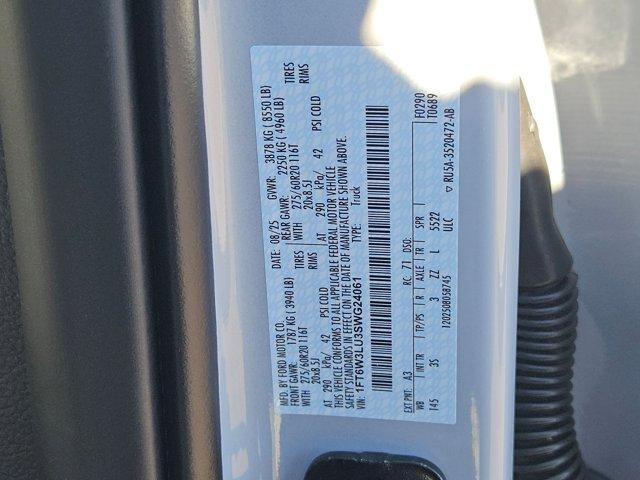 MFD. BY FORD MOTOR CO.
DATE: 08/25 GVWR: 3878 KG ( 8550 LB)
FRONT GAWR: 1787 KG ( 3940 LB)
REAR GAWR: 2250 KG ( 4960 LB)
WITH 275/60R20 116T TIRES
20x8.5J RIMS
AT 290 kPa/ 42 PSI COLD
WITH 275/60R20 116T TIRES
20x8.5J RIMS
AT 290 kPa/ 42 PSI COLD
THIS VEHICLE CONFORMS TO ALL APPLICABLE FEDERAL MOTOR VEHICLE
SAFETY STANDARDS IN EFFECT ON THE DATE OF MANUFACTURE SHOWN ABOVE.
VIN: 1FT6W3LU3SWG24061
TYPE: Truck
EXT PNT: A3 RC: 71 DSO: F0290
T0689
WB INT TR TP/PS R AXLE TR SPR
145 3S 3 ZZ L 5522
ULC
1202508058745 RU5A-3520472-AB